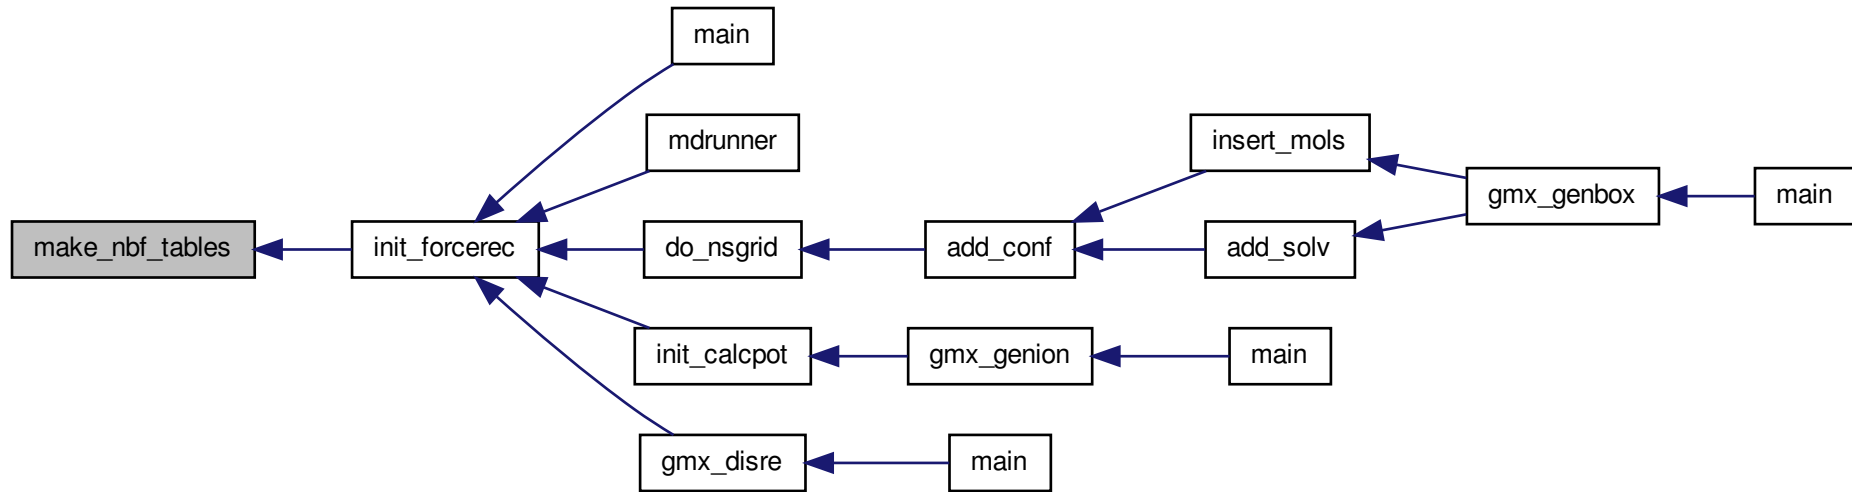 main
mdrunner
insert_mols
gmx_genbox
main
make_nbf_tables
init_forcerec
do_nsgrid
add_conf
add_solv
init_calcpot
gmx_genion
main
gmx_disre
main